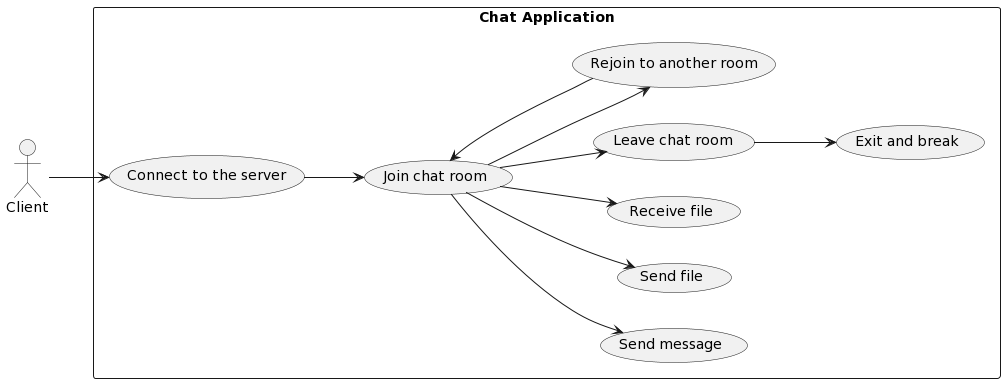 Chat Application
Rejoin to another room
Leave chat room
Exit and break
Connect to the server
Join chat room
Client
Receive file
Send file
Send message